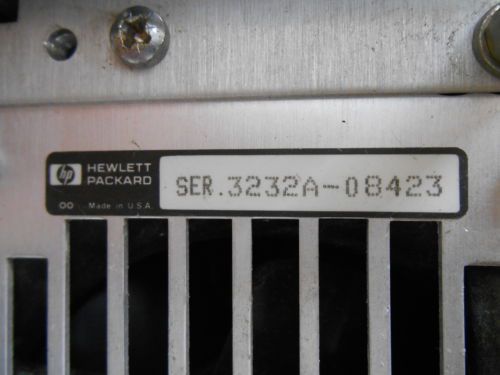 hp HEWLETT
PACKARD
00 Made in U.S.A.
SER.3232A-08423